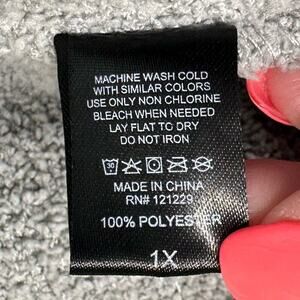 MACHINE WASH COLD
WITH SIMILAR COLORS
USE ONLY NON CHLORINE
BLEACH WHEN NEEDED
LAY FLAT TO DRY
DO NOT IRON
MADE IN CHINA
RN# 121229
100% POLYESTER
1X